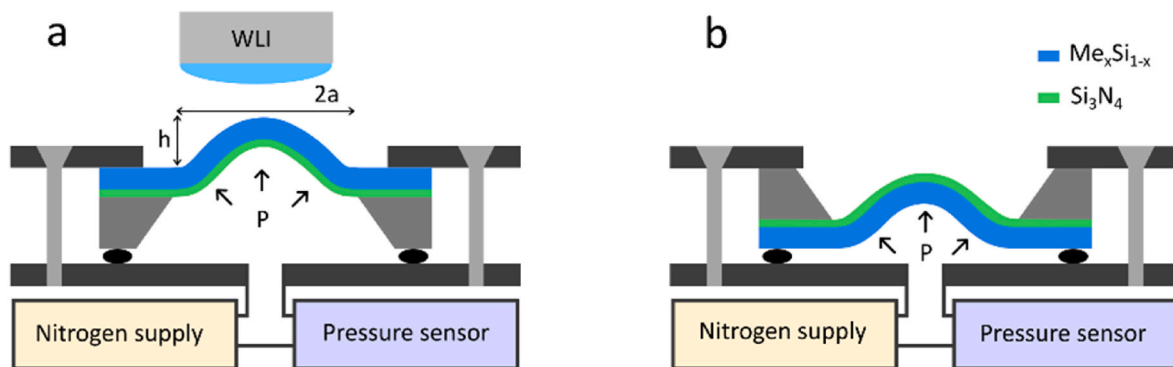 a
WLI
2a
h
P
Nitrogen supply
Pressure sensor
b
MeₓSi₁₋ₓ
Si₃N₄
P
Nitrogen supply
Pressure sensor